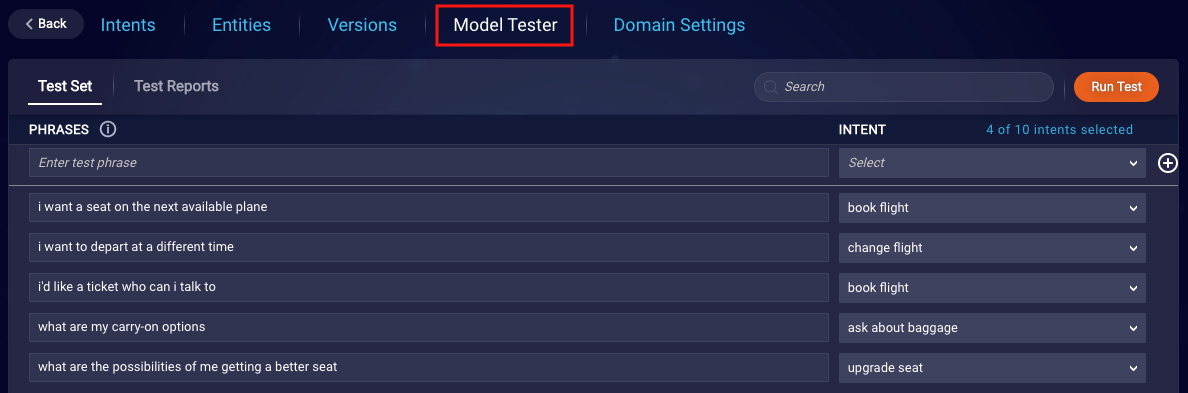 Back Intents Entities Versions Model Tester Domain Settings
Test Set Test Reports Search Run Test
PHRASES INTENT 4 of 10 intents selected
Enter test phrase Select
i want a seat on the next available plane book flight
i want to depart at a different time change flight
i'd like a ticket who can i talk to book flight
what are my carry-on options ask about baggage
what are the possibilities of me getting a better seat upgrade seat